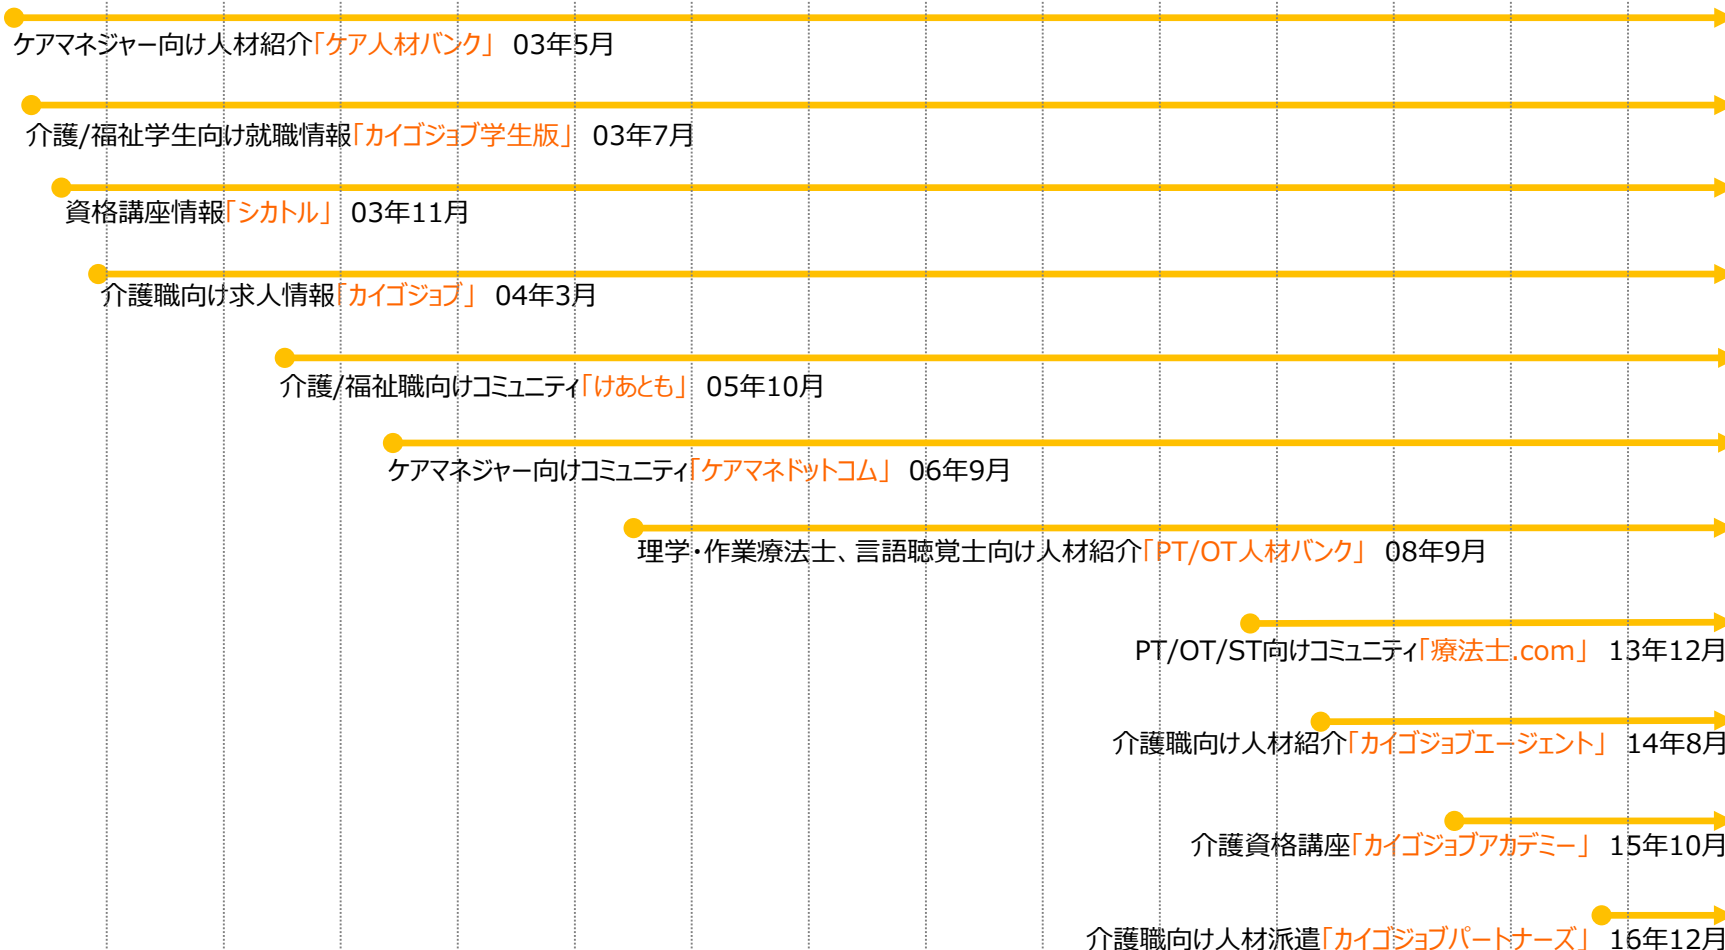 ケアマネジャー向け人材紹介「ケア人材バンク」 03年5月
介護/福祉学生向け就職情報「カイゴジョブ学生版」 03年7月
資格講座情報「シカトル」 03年11月
介護職向け求人情報「カイゴジョブ」 04年3月
介護/福祉職向けコミュニティ「けあとも」 05年10月
ケアマネジャー向けコミュニティ「ケアマネドットコム」 06年9月
理学・作業療法士、言語聴覚士向け人材紹介「PT/OT人材バンク」 08年9月
PT/OT/ST向けコミュニティ「療法士.com」 13年12月
介護職向け人材紹介「カイゴジョブエージェント」 14年8月
介護資格講座「カイゴジョブアカデミー」 15年10月
介護職向け人材派遣「カイゴジョブパートナーズ」 16年12月